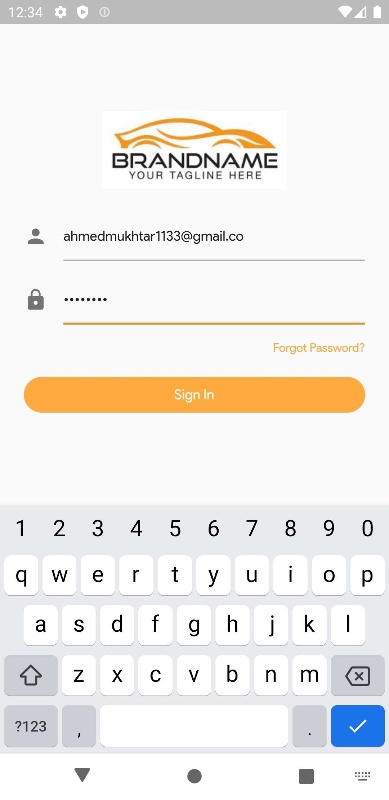 12:34
BRANDNAME
YOUR TAGLINE HERE
ahmedmukhtar1133@gmail.co
••••••••
Forgot Password?
Sign In
1 2 3 4 5 6 7 8 9 0
q w e r t y u i o p
a s d f g h j k l
z x c v b n m
?123 , .